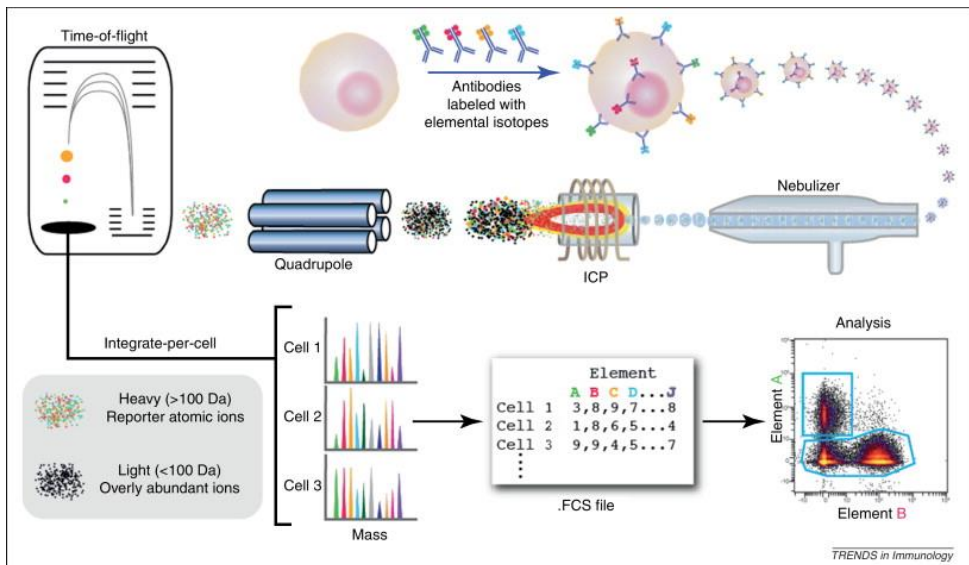 Time-of-flight
Antibodies
labeled with
elemental isotopes
Nebulizer
Quadrupole
ICP
Integrate-per-cell
Heavy (>100 Da)
Reporter atomic ions
Light (<100 Da)
Overly abundant ions
Cell 1
Cell 2
Cell 3
Mass
Element
A B C D...J
Cell 1 3,8,9,7...8
Cell 2 1,8,6,5...4
Cell 3 9,9,4,6...7
.FCS file
Analysis
Element A
Element B
TRENDS in Immunology